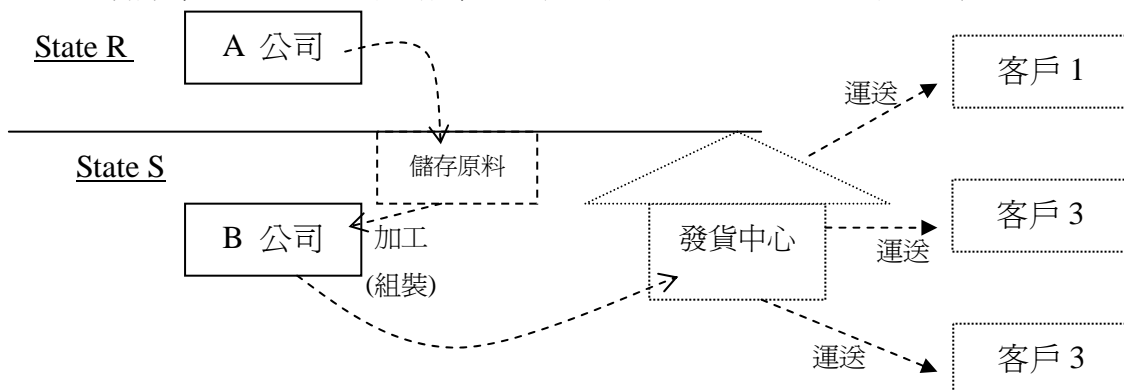 State R
A 公司
客戶 1
運送
State S
儲存原料
B 公司
加工
(組裝)
發貨中心
客戶 3
運送
運送
客戶 3